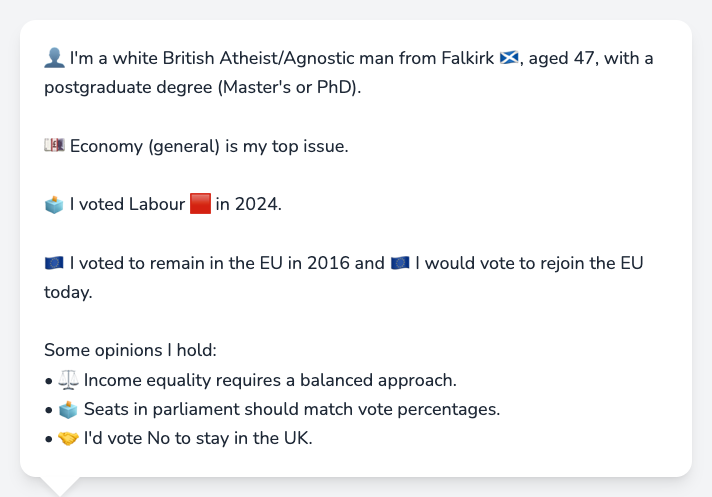 👤 I'm a white British Atheist/Agnostic man from Falkirk 🏴󠁧󠁢󠁳󠁣󠁴󠁿, aged 47, with a
postgraduate degree (Master's or PhD).
💷 Economy (general) is my top issue.
🗳️ I voted Labour 🟥 in 2024.
🇪🇺 I voted to remain in the EU in 2016 and 🇪🇺 I would vote to rejoin the EU
today.
Some opinions I hold:
• ⚖️ Income equality requires a balanced approach.
• 🗳️ Seats in parliament should match vote percentages.
• 🤝 I'd vote No to stay in the UK.